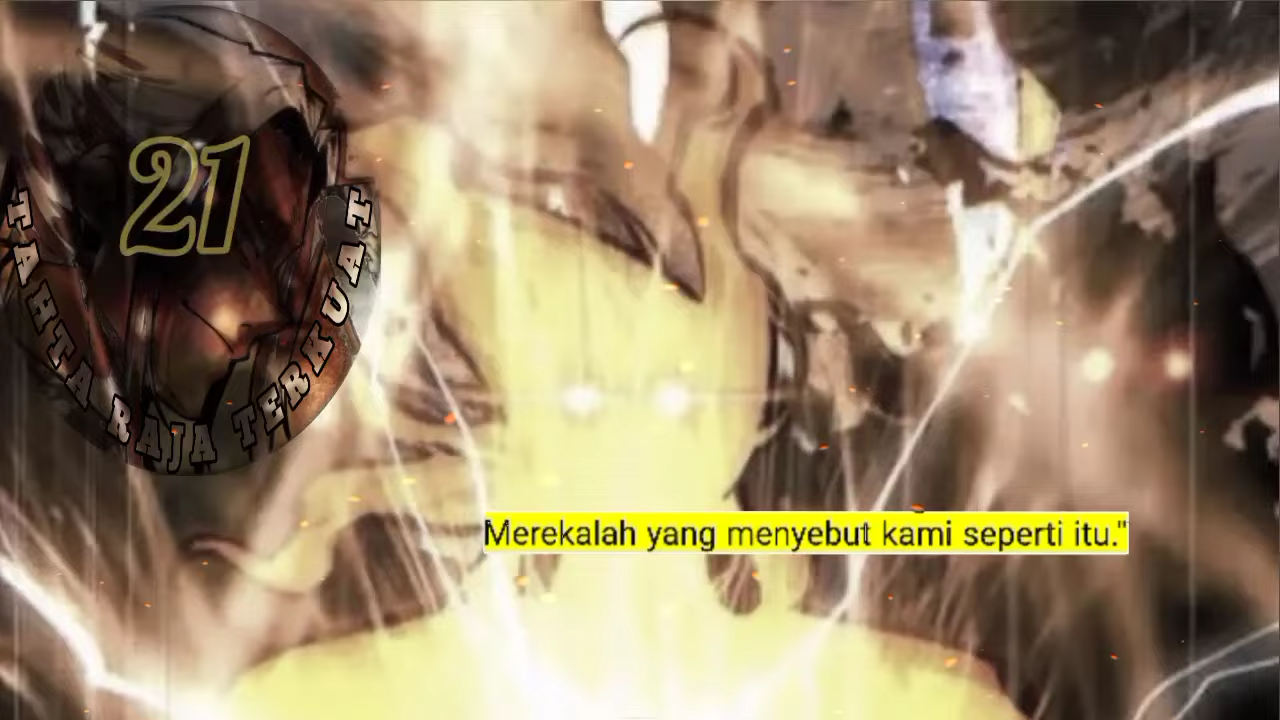 21
TAHTA RAJA TERKUAT
Merekalah yang menyebut kami seperti itu."